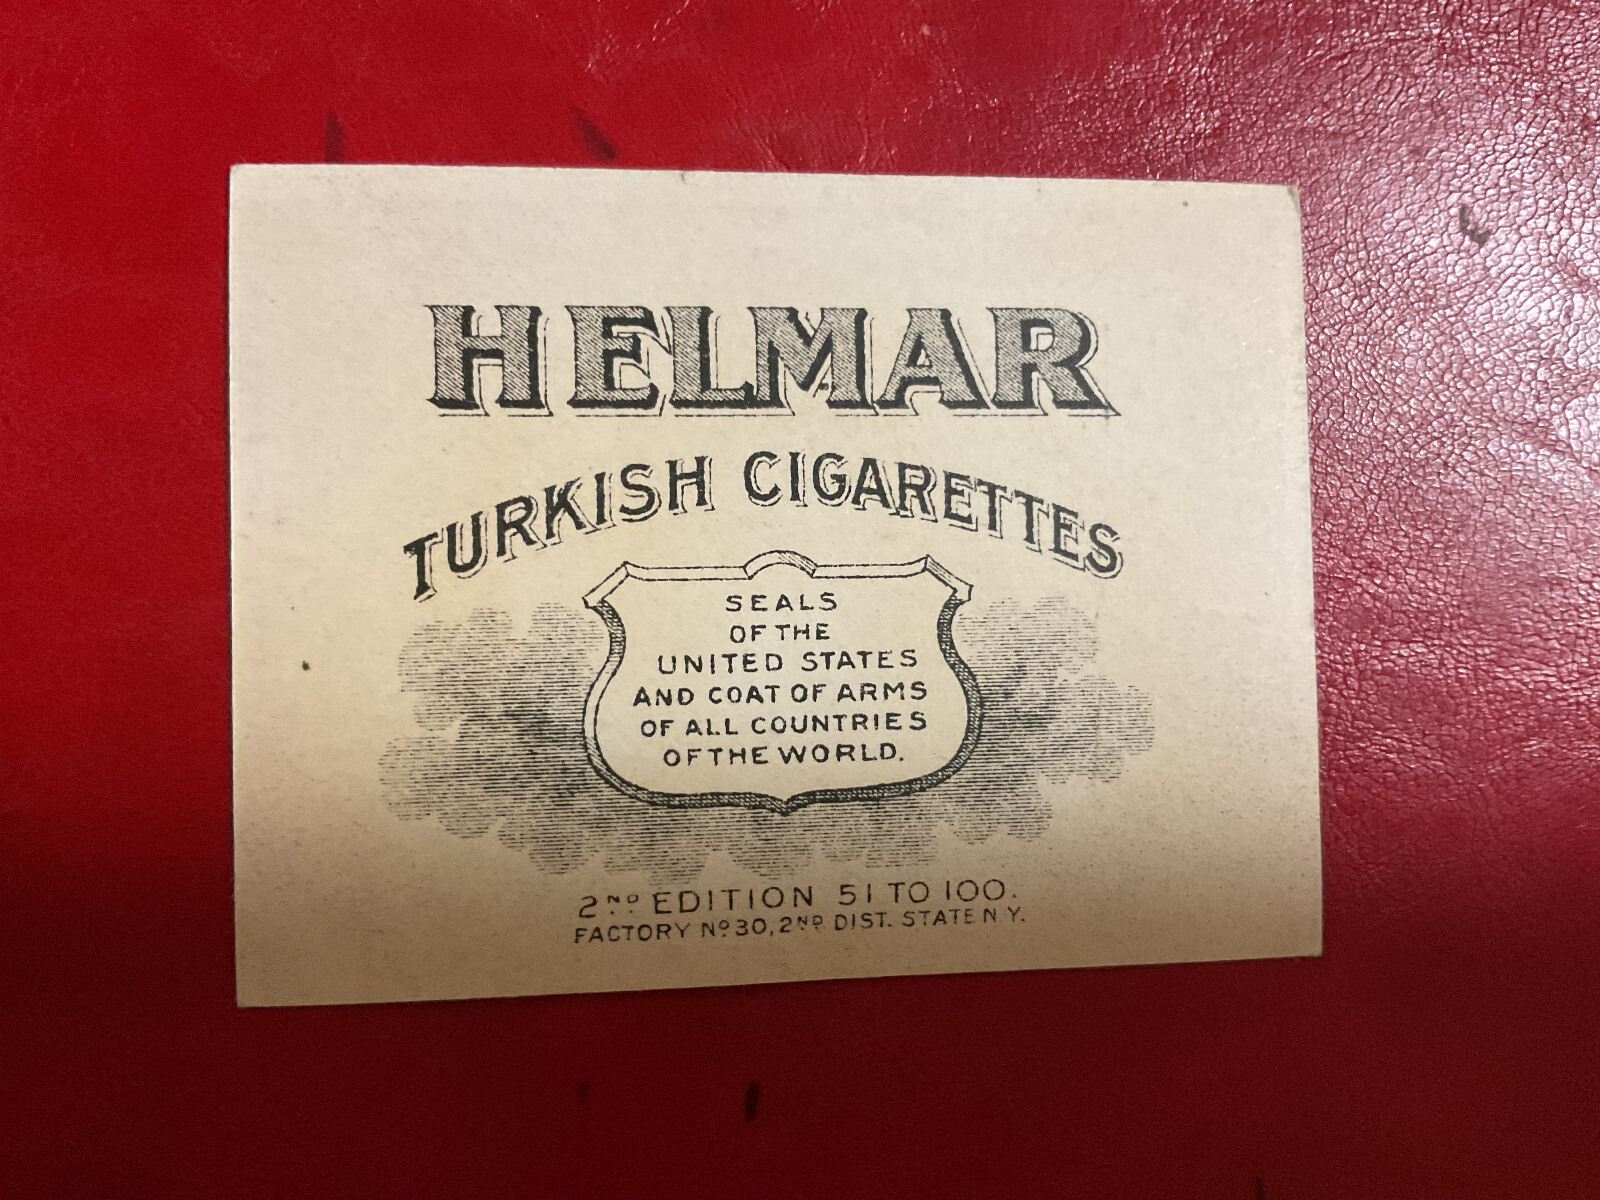 HELMAR
TURKISH CIGARETTES
SEALS
OF THE
UNITED STATES
AND COAT OF ARMS
OF ALL COUNTRIES
OF THE WORLD.
2ND EDITION 51 TO 100.
FACTORY No 30, 2ND DIST. STATE N Y.